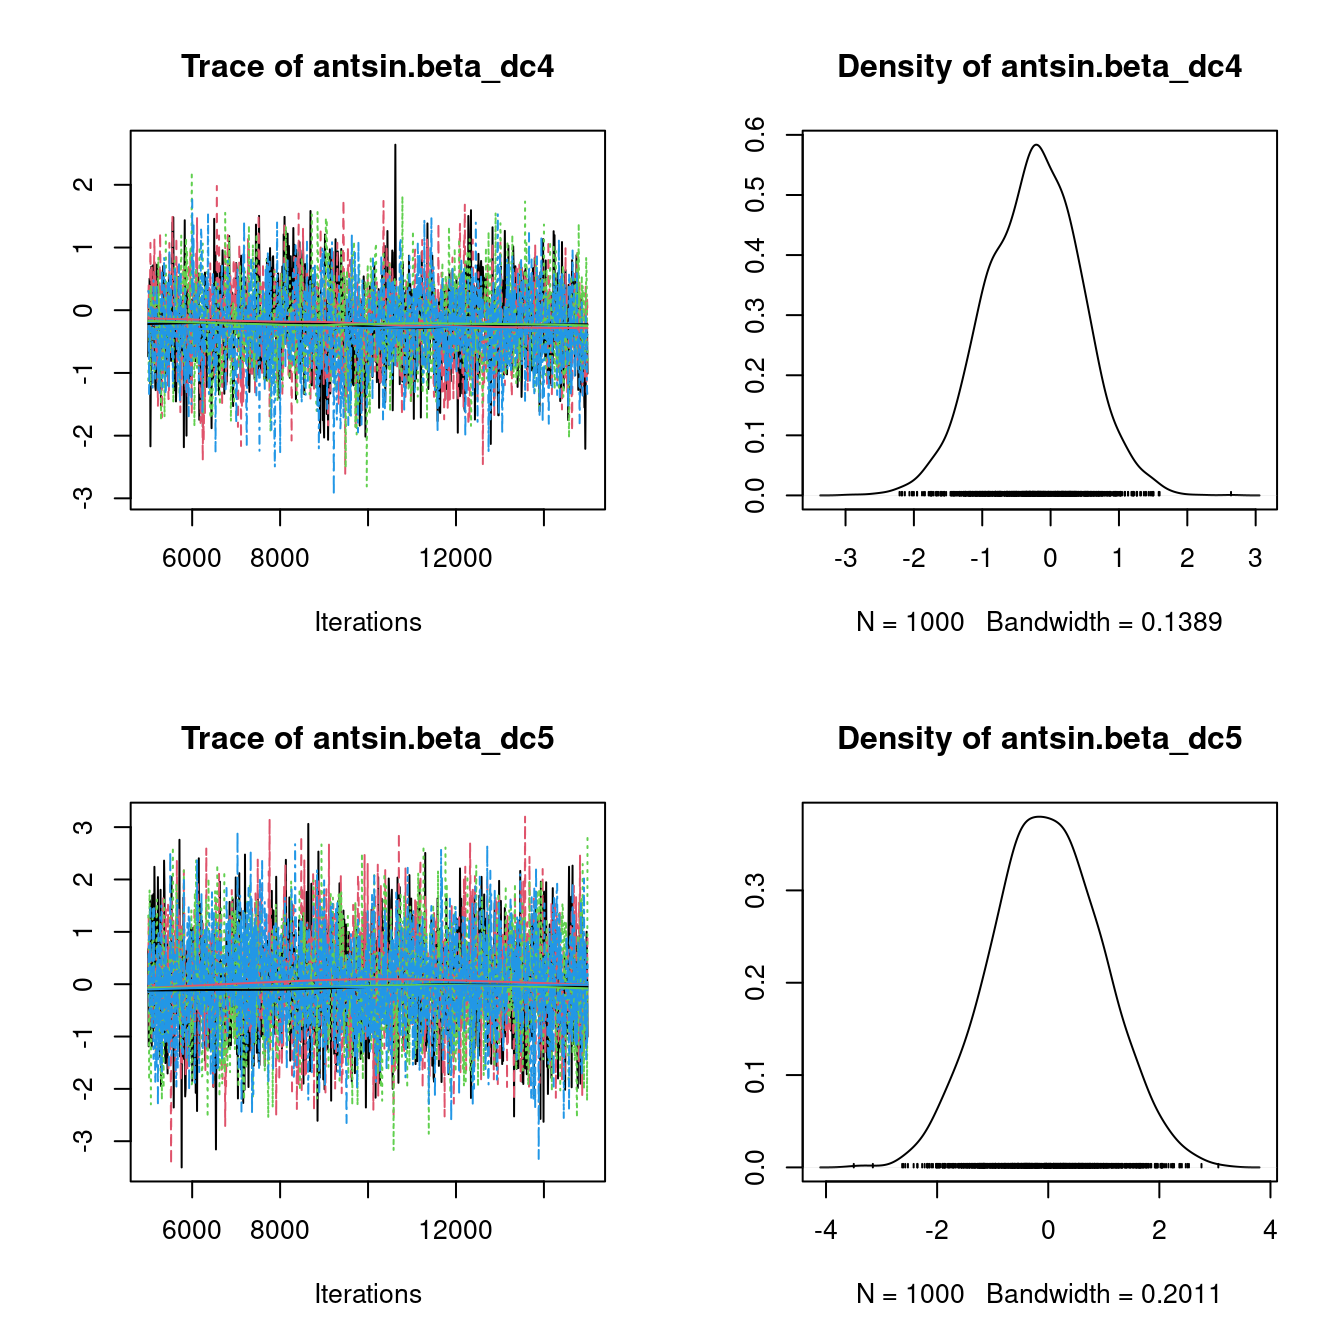 Trace of antsin.beta_dc4
2
1
0
-1
-2
-3
6000 8000 12000
Iterations
Density of antsin.beta_dc4
0.6
0.5
0.4
0.3
0.2
0.1
0.0
-3 -2 -1 0 1 2 3
N = 1000 Bandwidth = 0.1389
Trace of antsin.beta_dc5
3
2
1
0
-1
-2
-3
6000 8000 12000
Iterations
Density of antsin.beta_dc5
0.3
0.2
0.1
0.0
-4 -2 0 2 4
N = 1000 Bandwidth = 0.2011